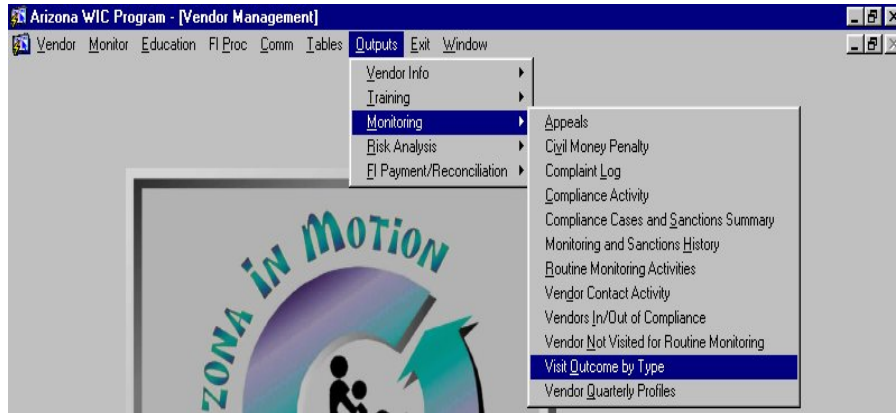 Arizona WIC Program - [Vendor Management]
Vendor Monitor Education FI Proc Comm Tables Outputs Exit Window
Vendor Info
Training
Monitoring
Risk Analysis
FI Payment/Reconciliation
Appeals
Civil Money Penalty
Complaint Log
Compliance Activity
Compliance Cases and Sanctions Summary
Monitoring and Sanctions History
Routine Monitoring Activities
Vendor Contact Activity
Vendors In/Out of Compliance
Vendor Not Visited for Routine Monitoring
Visit Outcome by Type
Vendor Quarterly Profiles
ZONA IN MOTION